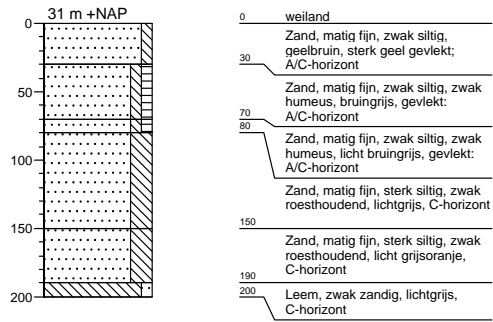 31 m +NAP
0
50
100
150
200
0 weiland
Zand, matig fijn, zwak siltig,
geelbruin, sterk geel gevlekt;
A/C-horizont
30
Zand, matig fijn, zwak siltig, zwak
humeus, bruingrijs, gevlekt:
A/C-horizont
70
80
Zand, matig fijn, zwak siltig, zwak
humeus, licht bruingrijs, gevlekt:
A/C-horizont
Zand, matig fijn, sterk siltig, zwak
roesthoudend, lichtgrijs, C-horizont
150
Zand, matig fijn, sterk siltig, zwak
roesthoudend, licht grijsoranje,
C-horizont
190
200
Leem, zwak zandig, lichtgrijs,
C-horizont